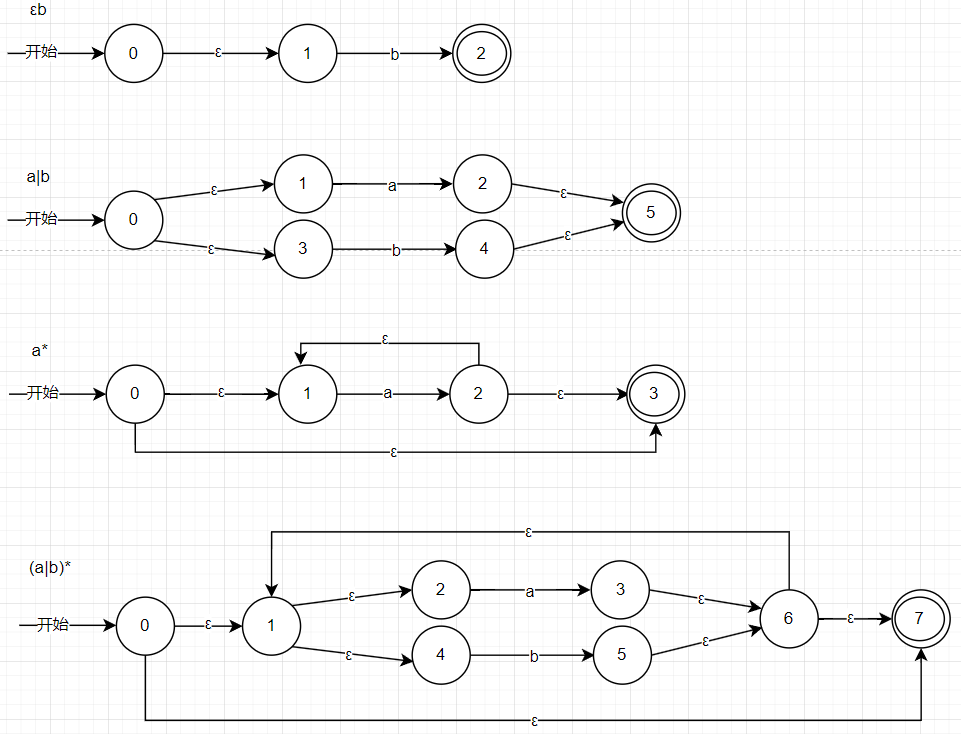 εb
开始 0 ε 1 b 2
a|b
ε 1 a 2 ε
开始 0 5
ε 3 b 4 ε
a*
ε
开始 0 ε 1 a 2 ε 3
ε
(a|b)*
ε
ε 2 a 3 ε
开始 0 ε 1 6 ε 7
ε 4 b 5 ε
ε